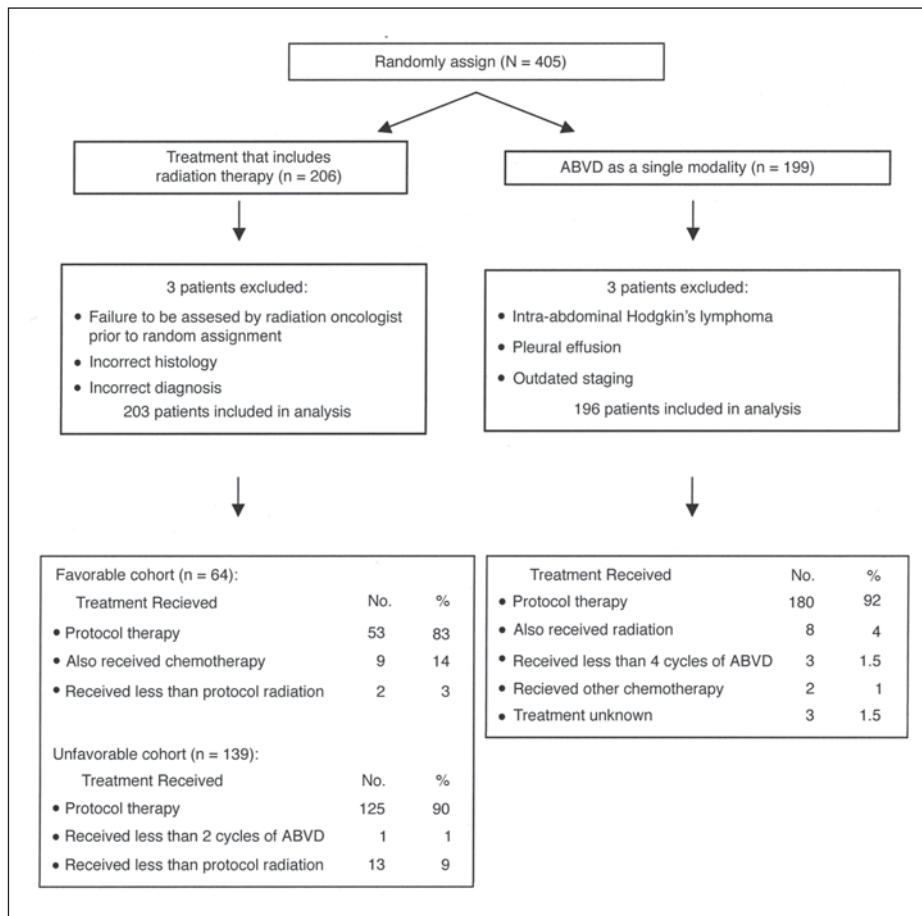 Randomly assign (N = 405)
Treatment that includes
radiation therapy (n = 206)
ABVD as a single modality (n = 199)
3 patients excluded:
• Failure to be assesed by radiation oncologist
prior to random assignment
• Incorrect histology
• Incorrect diagnosis
203 patients included in analysis
3 patients excluded:
• Intra-abdominal Hodgkin's lymphoma
• Pleural effusion
• Outdated staging
196 patients included in analysis
Favorable cohort (n = 64):
Treatment Recieved No. %
• Protocol therapy 53 83
• Also received chemotherapy 9 14
• Received less than protocol radiation 2 3
Unfavorable cohort (n = 139):
Treatment Received No. %
• Protocol therapy 125 90
• Received less than 2 cycles of ABVD 1 1
• Received less than protocol radiation 13 9
Treatment Received No. %
• Protocol therapy 180 92
• Also received radiation 8 4
• Received less than 4 cycles of ABVD 3 1.5
• Recieved other chemotherapy 2 1
• Treatment unknown 3 1.5